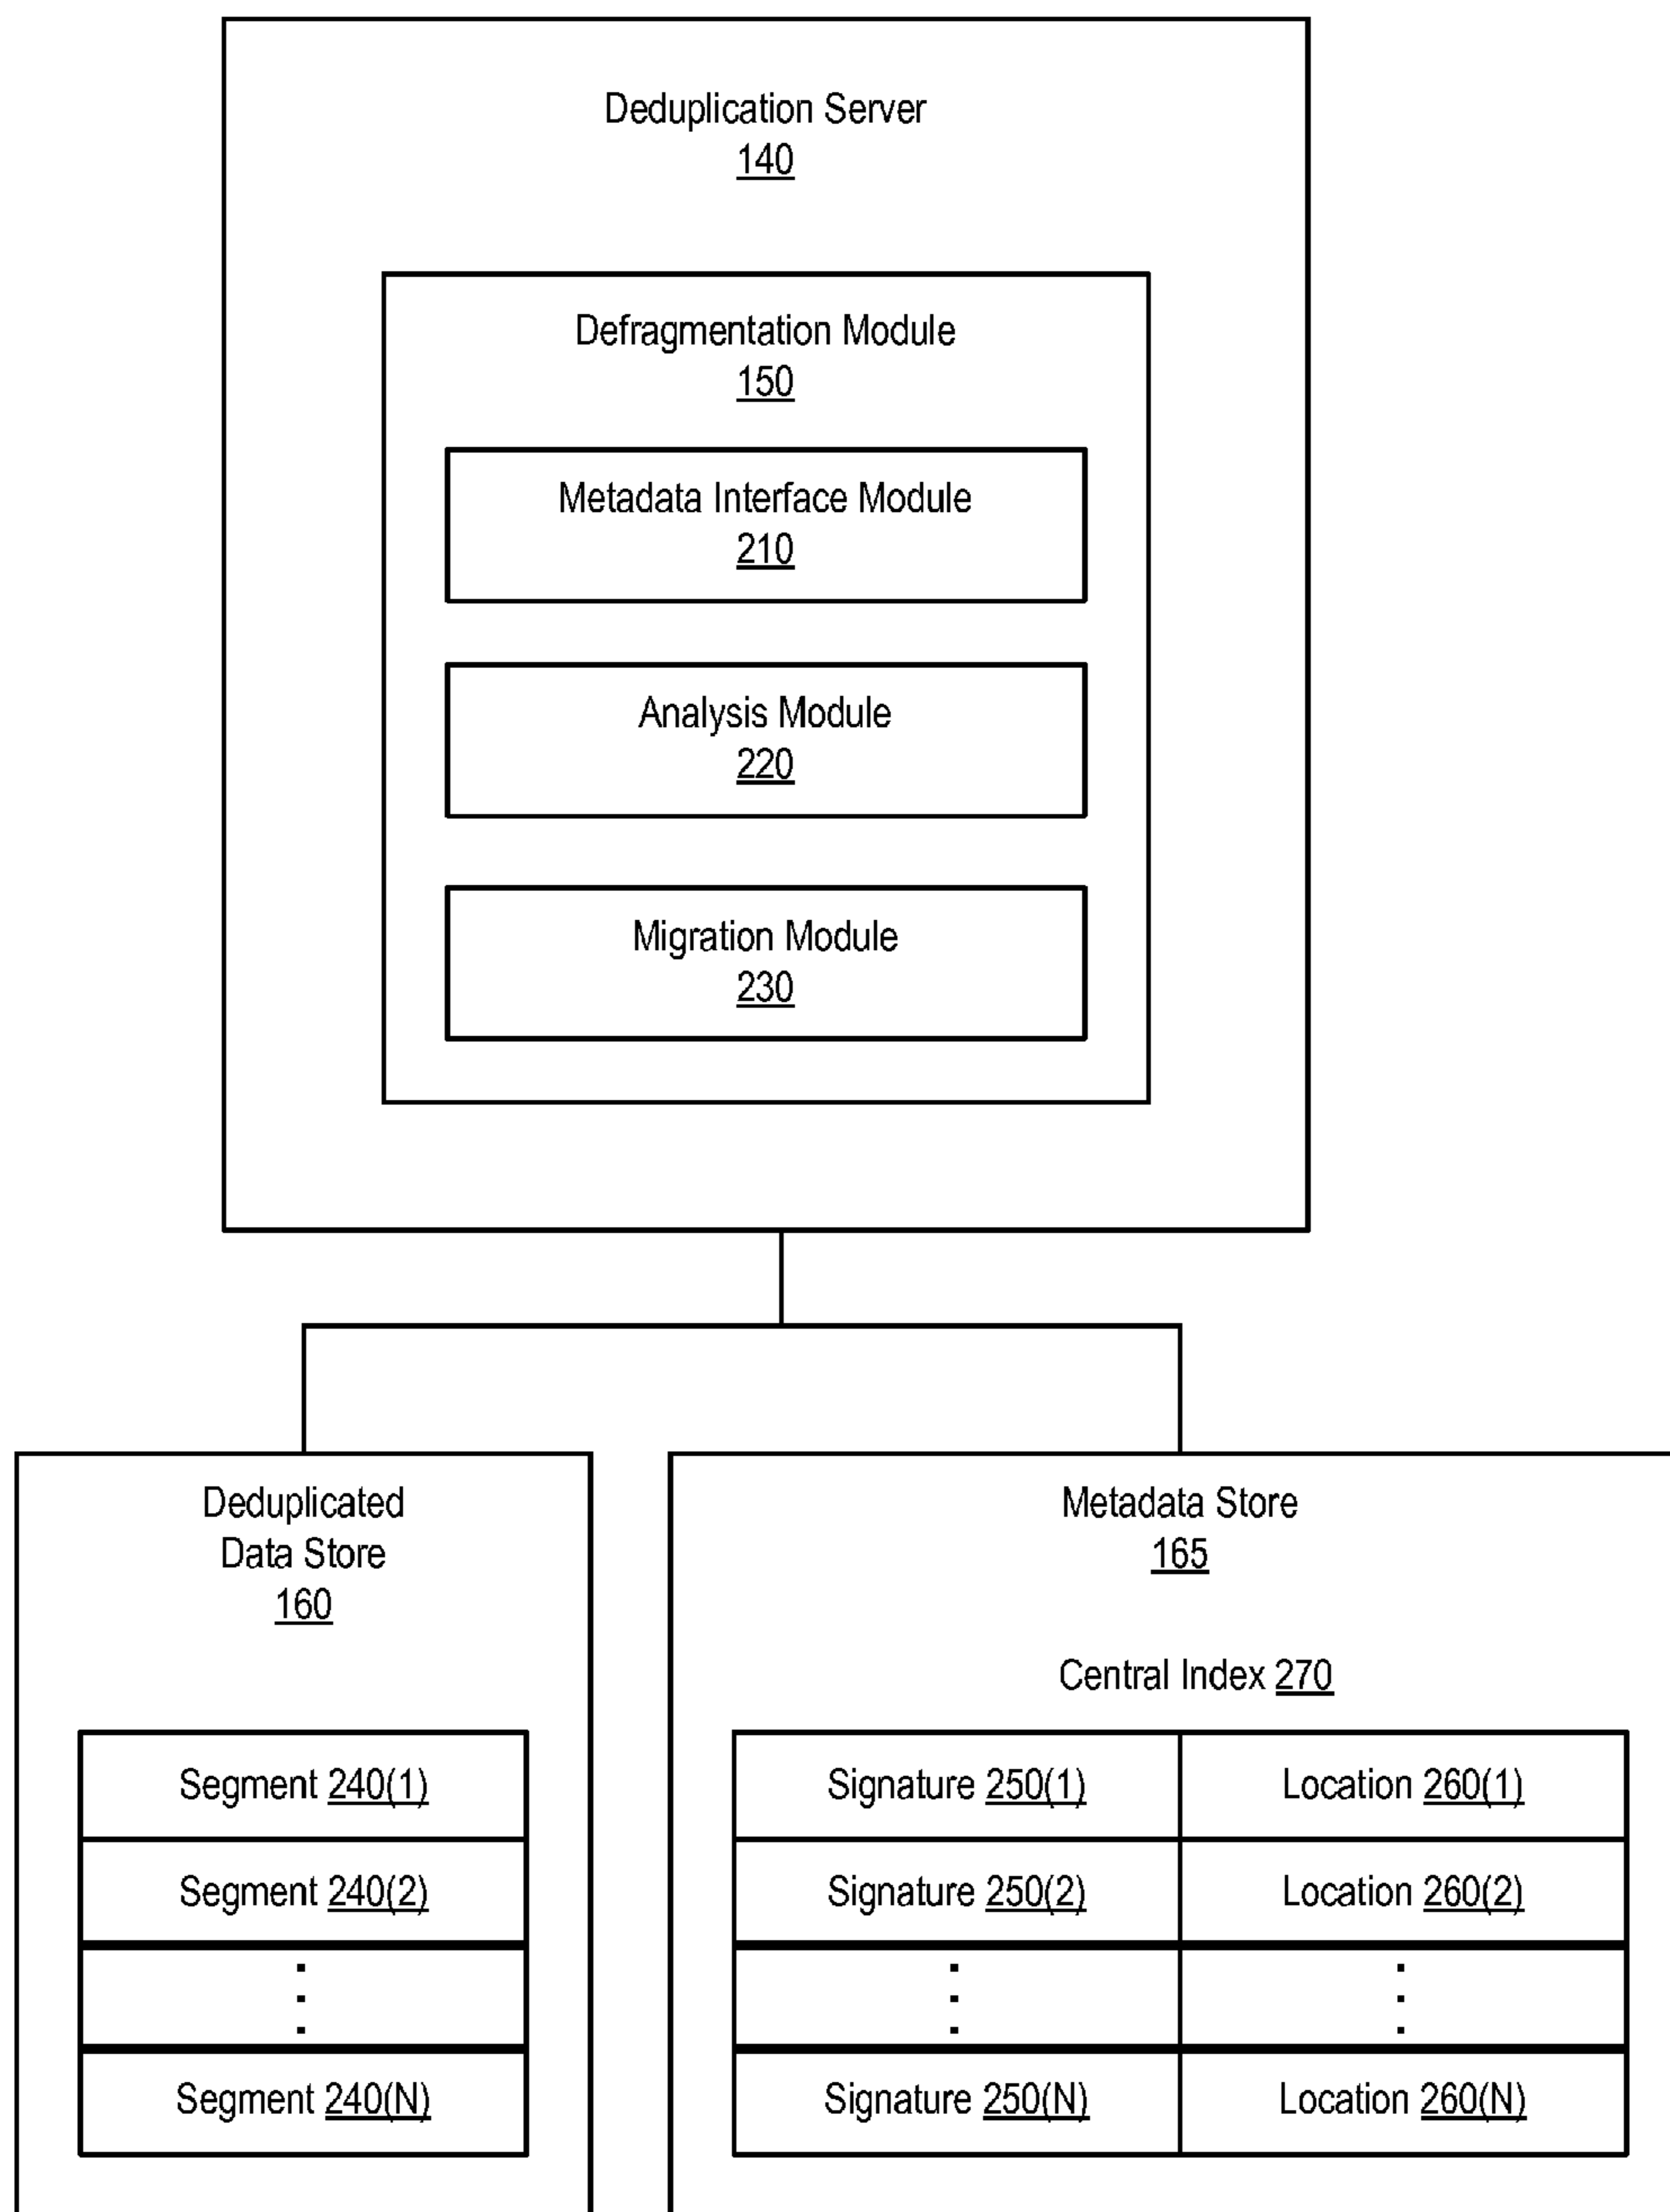 Deduplication Server
140
Defragmentation Module
150
Metadata Interface Module
210
Analysis Module
220
Migration Module
230
Deduplicated
Data Store
160
Segment 240(1)
Segment 240(2)
Segment 240(N)
Metadata Store
165
Central Index 270
Signature 250(1) Location 260(1)
Signature 250(2) Location 260(2)
Signature 250(N) Location 260(N)